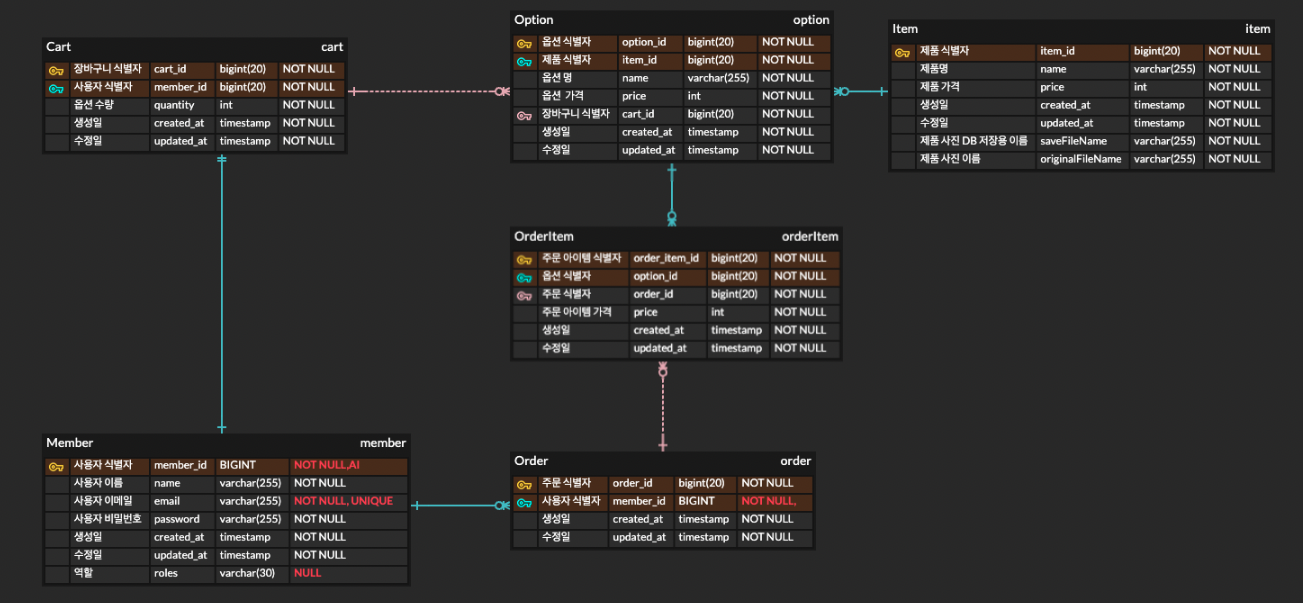 Cart cart
장바구니 식별자 cart_id bigint(20) NOT NULL
사용자 식별자 member_id bigint(20) NOT NULL
옵션 수량 quantity int NOT NULL
생성일 created_at timestamp NOT NULL
수정일 updated_at timestamp NOT NULL
Option option
옵션 식별자 option_id bigint(20) NOT NULL
제품 식별자 item_id bigint(20) NOT NULL
옵션 명 name varchar(255) NOT NULL
옵션 가격 price int NOT NULL
장바구니 식별자 cart_id bigint(20) NOT NULL
생성일 created_at timestamp NOT NULL
수정일 updated_at timestamp NOT NULL
Item item
제품 식별자 item_id bigint(20) NOT NULL
제품명 name varchar(255) NOT NULL
제품 가격 price int NOT NULL
생성일 created_at timestamp NOT NULL
수정일 updated_at timestamp NOT NULL
제품 사진 DB 저장용 이름 saveFileName varchar(255) NOT NULL
제품 사진 이름 originalFileName varchar(255) NOT NULL
OrderItem orderItem
주문 아이템 식별자 order_item_id bigint(20) NOT NULL
옵션 식별자 option_id bigint(20) NOT NULL
주문 식별자 order_id bigint(20) NOT NULL
주문 아이템 가격 price int NOT NULL
생성일 created_at timestamp NOT NULL
수정일 updated_at timestamp NOT NULL
Member member
사용자 식별자 member_id BIGINT NOT NULL,AI
사용자 이름 name varchar(255) NOT NULL
사용자 이메일 email varchar(255) NOT NULL, UNIQUE
사용자 비밀번호 password varchar(255) NOT NULL
생성일 created_at timestamp NOT NULL
수정일 updated_at timestamp NOT NULL
역할 roles varchar(30) NULL
Order order
주문 식별자 order_id bigint(20) NOT NULL
사용자 식별자 member_id BIGINT NOT NULL,
생성일 created_at timestamp NOT NULL
수정일 updated_at timestamp NOT NULL